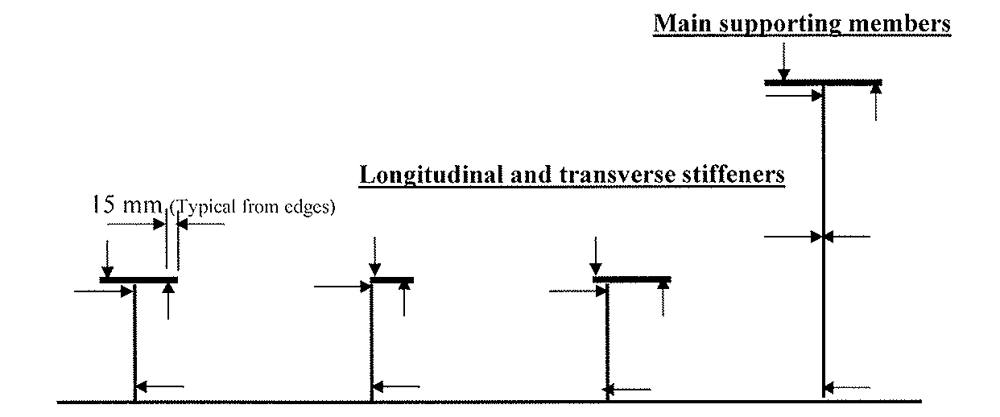 Main supporting members
Longitudinal and transverse stiffeners
15 mm (Typical from edges)